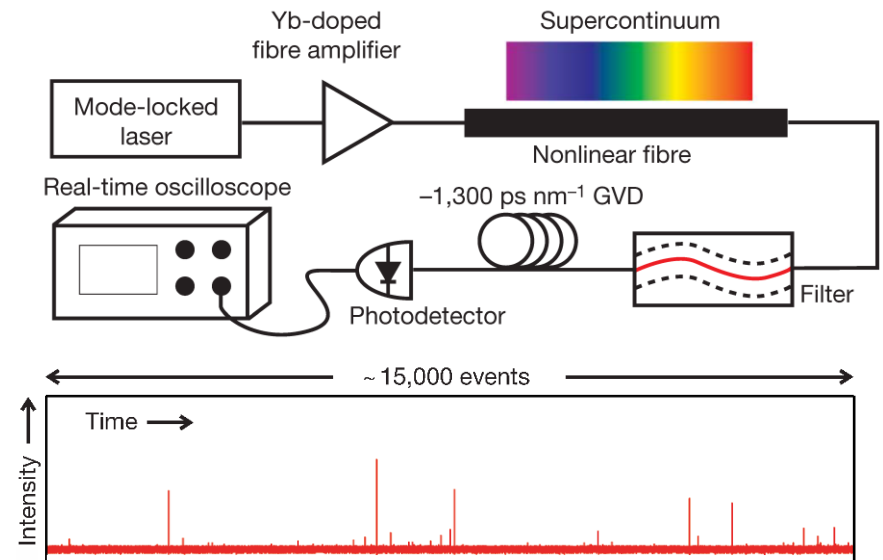 Yb-doped
fibre amplifier
Supercontinuum
Mode-locked
laser
Nonlinear fibre
Real-time oscilloscope
–1,300 ps nm–1 GVD
Filter
Photodetector
~ 15,000 events
Time
Intensity